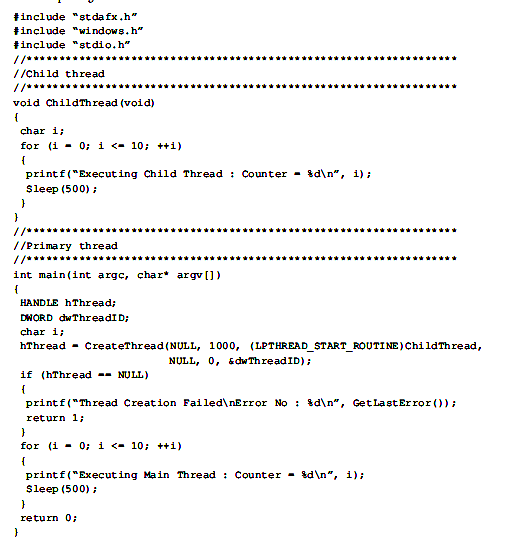 #include "stdafx.h"
#include "windows.h"
#include "stdio.h"
//******************************************************************
//Child thread
//******************************************************************
void ChildThread(void)
{
char i;
for (i = 0; i <= 10; ++i)
{
printf("Executing Child Thread : Counter = %d\n", i);
Sleep(500);
}
}
//******************************************************************
//Primary thread
//******************************************************************
int main(int argc, char* argv[])
{
HANDLE hThread;
DWORD dwThreadID;
char i;
hThread = CreateThread(NULL, 1000, (LPTHREAD_START_ROUTINE)ChildThread,
NULL, 0, &dwThreadID);
if (hThread == NULL)
{
printf("Thread Creation Failed\nError No : %d\n", GetLastError());
return 1;
}
for (i = 0; i <= 10; ++i)
{
printf("Executing Main Thread : Counter = %d\n", i);
Sleep(500);
}
return 0;
}